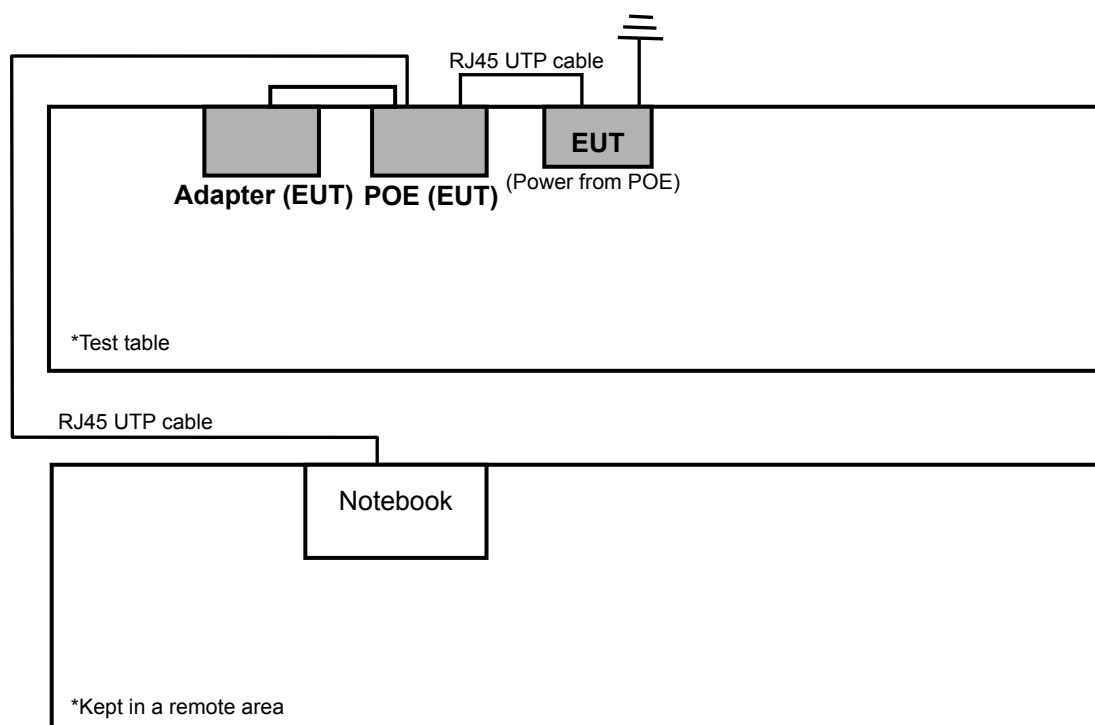 RJ45 UTP cable
EUT
(Power from POE)
Adapter (EUT) POE (EUT)
*Test table
RJ45 UTP cable
Notebook
*Kept in a remote area